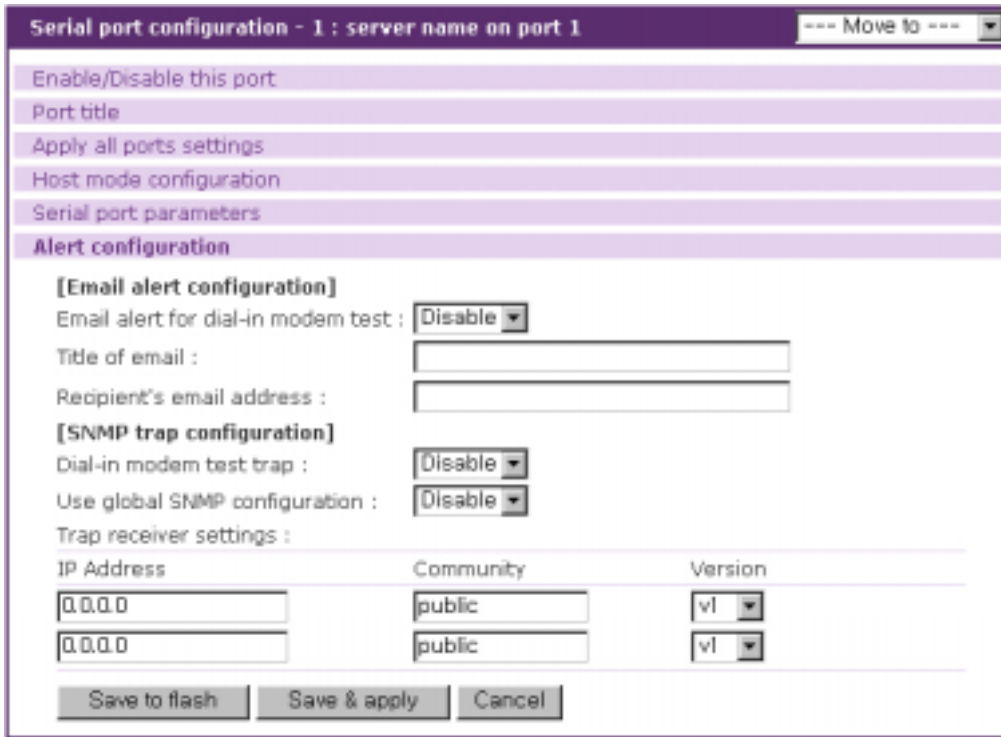 Serial port configuration - 1 : server name on port 1
--- Move to ---
Enable/Disable this port
Port title
Apply all ports settings
Host mode configuration
Serial port parameters
Alert configuration
[Email alert configuration]
Email alert for dial-in modem test : Disable
Title of email :
Recipient's email address :
[SNMP trap configuration]
Dial-in modem test trap : Disable
Use global SNMP configuration : Disable
Trap receiver settings :
IP Address Community Version
0.0.0.0 public v1
0.0.0.0 public v1
Save to flash Save & apply Cancel